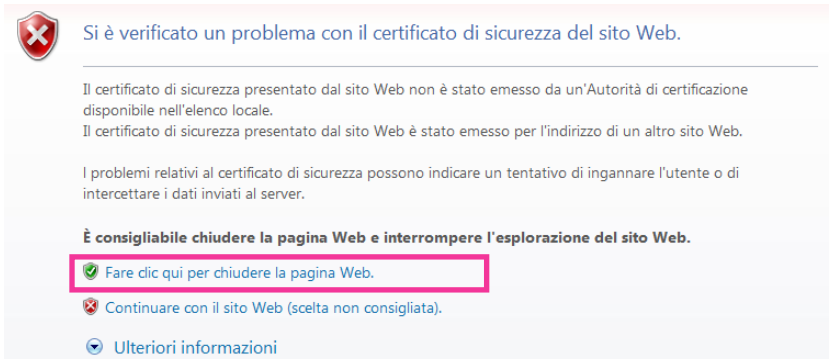 Si è verificato un problema con il certificato di sicurezza del sito Web.
Il certificato di sicurezza presentato dal sito Web non è stato emesso da un'Autorità di certificazione
disponibile nell'elenco locale.
Il certificato di sicurezza presentato dal sito Web è stato emesso per l'indirizzo di un altro sito Web.
I problemi relativi al certificato di sicurezza possono indicare un tentativo di ingannare l'utente o di
intercettare i dati inviati al server.
È consigliabile chiudere la pagina Web e interrompere l'esplorazione del sito Web.
Fare clic qui per chiudere la pagina Web.
Continuare con il sito Web (scelta non consigliata).
Ulteriori informazioni